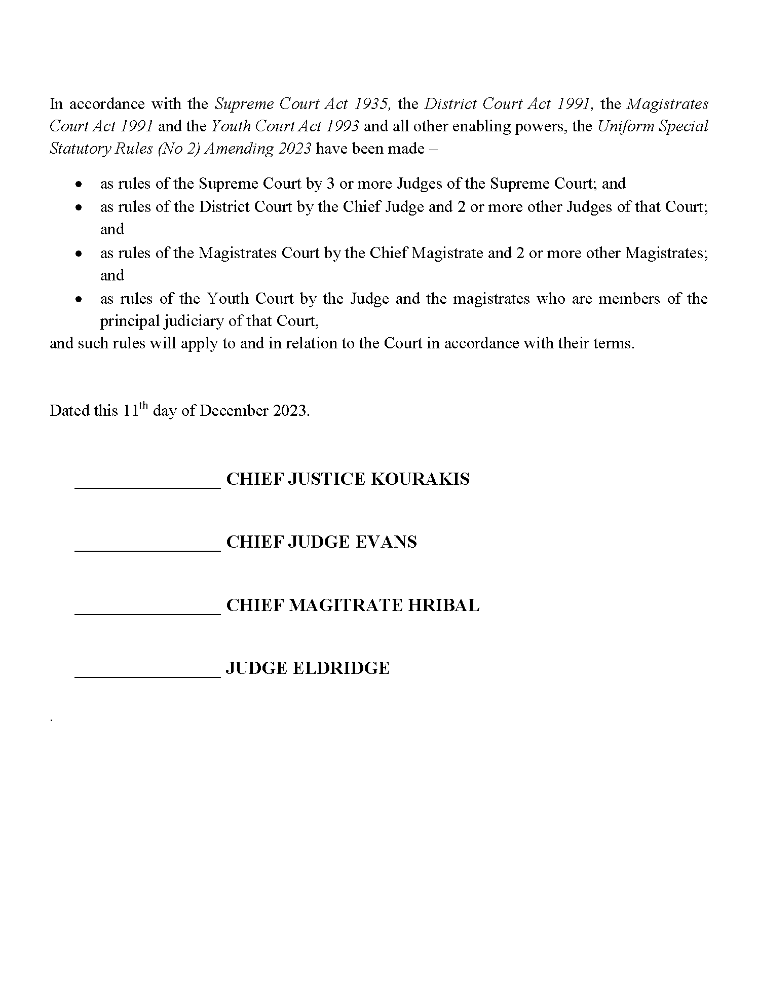 In accordance with the Supreme Court Act 1935, the District Court Act 1991, the Magistrates
Court Act 1991 and the Youth Court Act 1993 and all other enabling powers, the Uniform Special
Statutory Rules (No 2) Amending 2023 have been made –
• as rules of the Supreme Court by 3 or more Judges of the Supreme Court; and
• as rules of the District Court by the Chief Judge and 2 or more other Judges of that Court;
and
• as rules of the Magistrates Court by the Chief Magistrate and 2 or more other Magistrates;
and
• as rules of the Youth Court by the Judge and the magistrates who are members of the
principal judiciary of that Court,
and such rules will apply to and in relation to the Court in accordance with their terms.
Dated this 11th day of December 2023.
_________________ CHIEF JUSTICE KOURAKIS
_________________ CHIEF JUDGE EVANS
_________________ CHIEF MAGITRATE HRIBAL
_________________ JUDGE ELDRIDGE
.